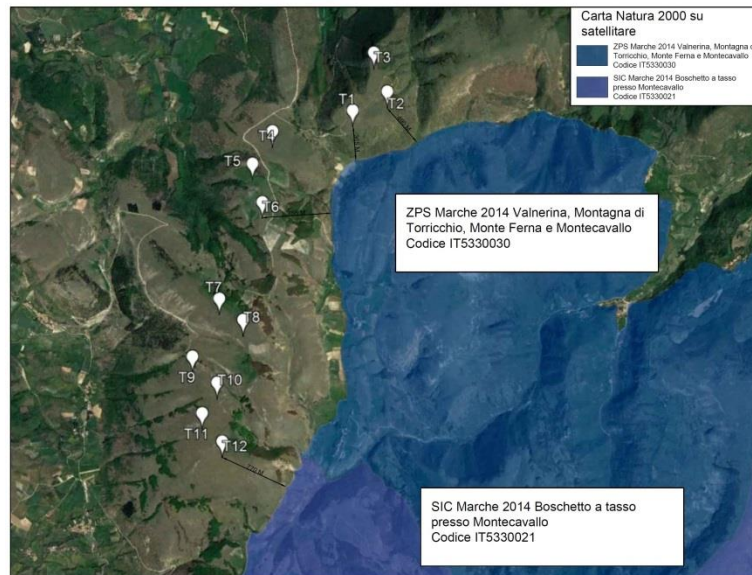 Carta Natura 2000 su
satellitare
ZPS Marche 2014 Valnerina, Montagna di
Torricchio, Monte Ferna e Montecavallo
Codice IT5330030
SIC Marche 2014 Boschetto a tasso
presso Montecavallo
Codice IT5330021
T3
T2
T1
T4
T5
T6
ZPS Marche 2014 Valnerina, Montagna di
Torricchio, Monte Ferna e Montecavallo
Codice IT5330030
T7
T8
T9
T10
T11
T12
SIC Marche 2014 Boschetto a tasso
presso Montecavallo
Codice IT5330021